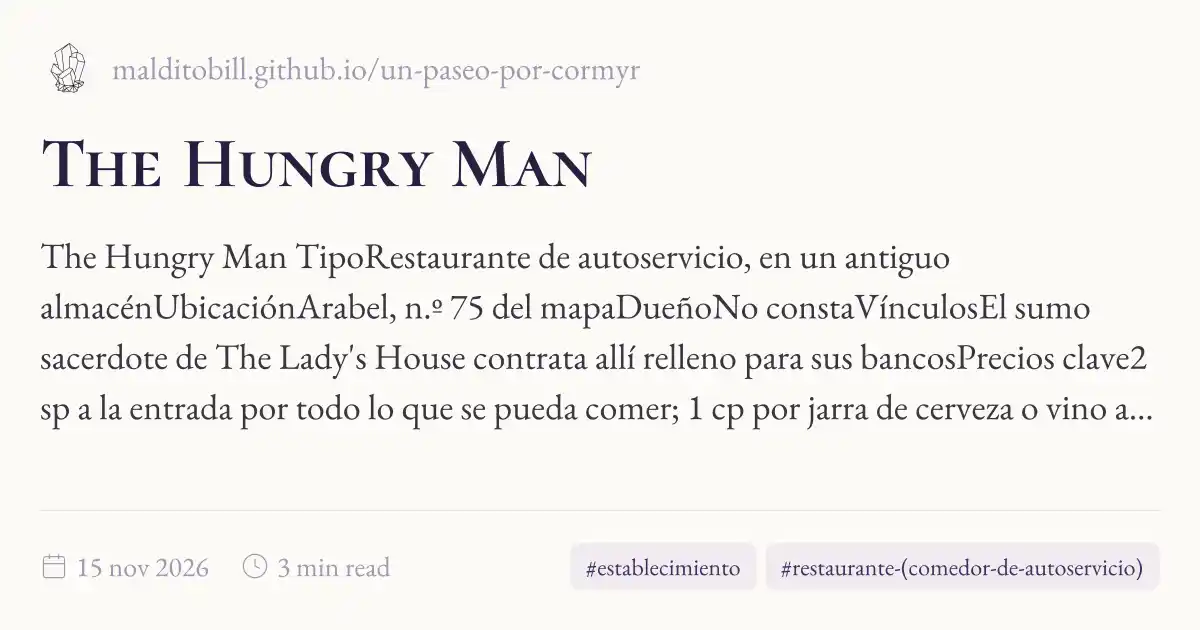 malditobill.github.io/un-paseo-por-cormyr
The Hungry Man
The Hungry Man TipoRestaurante de autoservicio, en un antiguo
almacénUbicaciónArabel, n.º 75 del mapaDueñoNo constaVínculosEl sumo
sacerdote de The Lady's House contrata allí relleno para sus bancosPrecios clave2
sp a la entrada por todo lo que se pueda comer; 1 cp por jarra de cerveza o vino a...
15 nov 2026 3 min read #establecimiento #restaurante-(comedor-de-autoservicio)